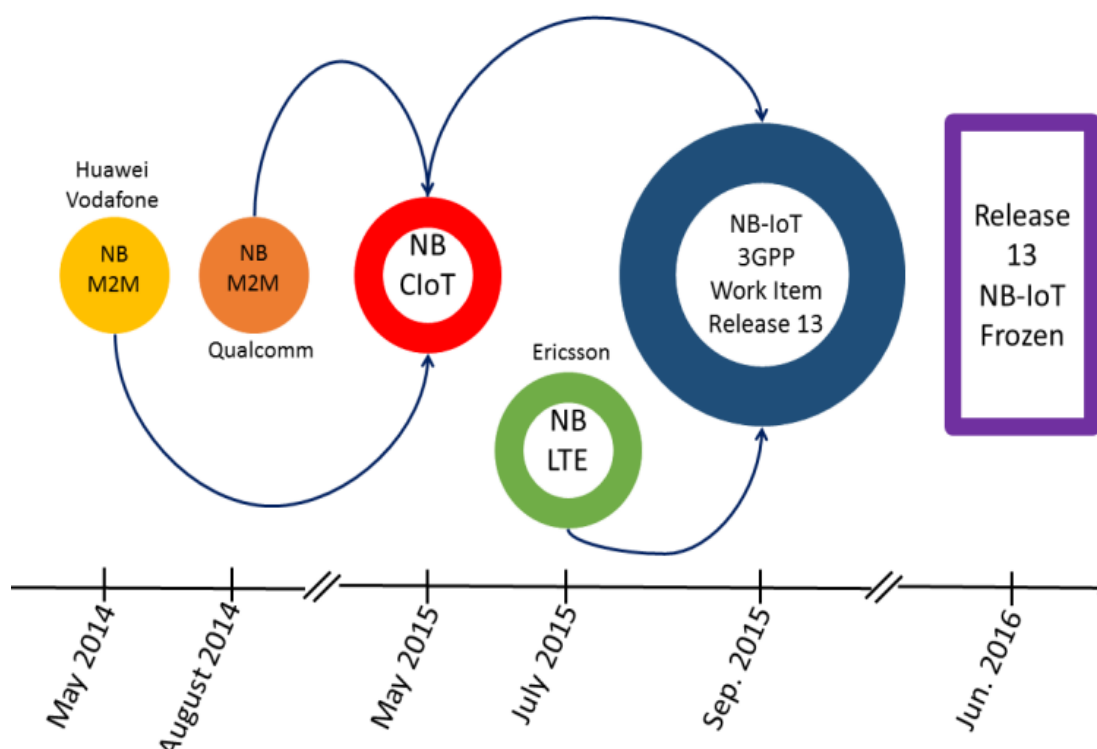 Huawei
Vodafone
NB
M2M
NB
M2M
Qualcomm
NB
CIoT
Ericsson
NB
LTE
NB-IoT
3GPP
Work Item
Release 13
Release
13
NB-IoT
Frozen
May 2014
August 2014
May 2015
July 2015
Sep. 2015
Jun. 2016